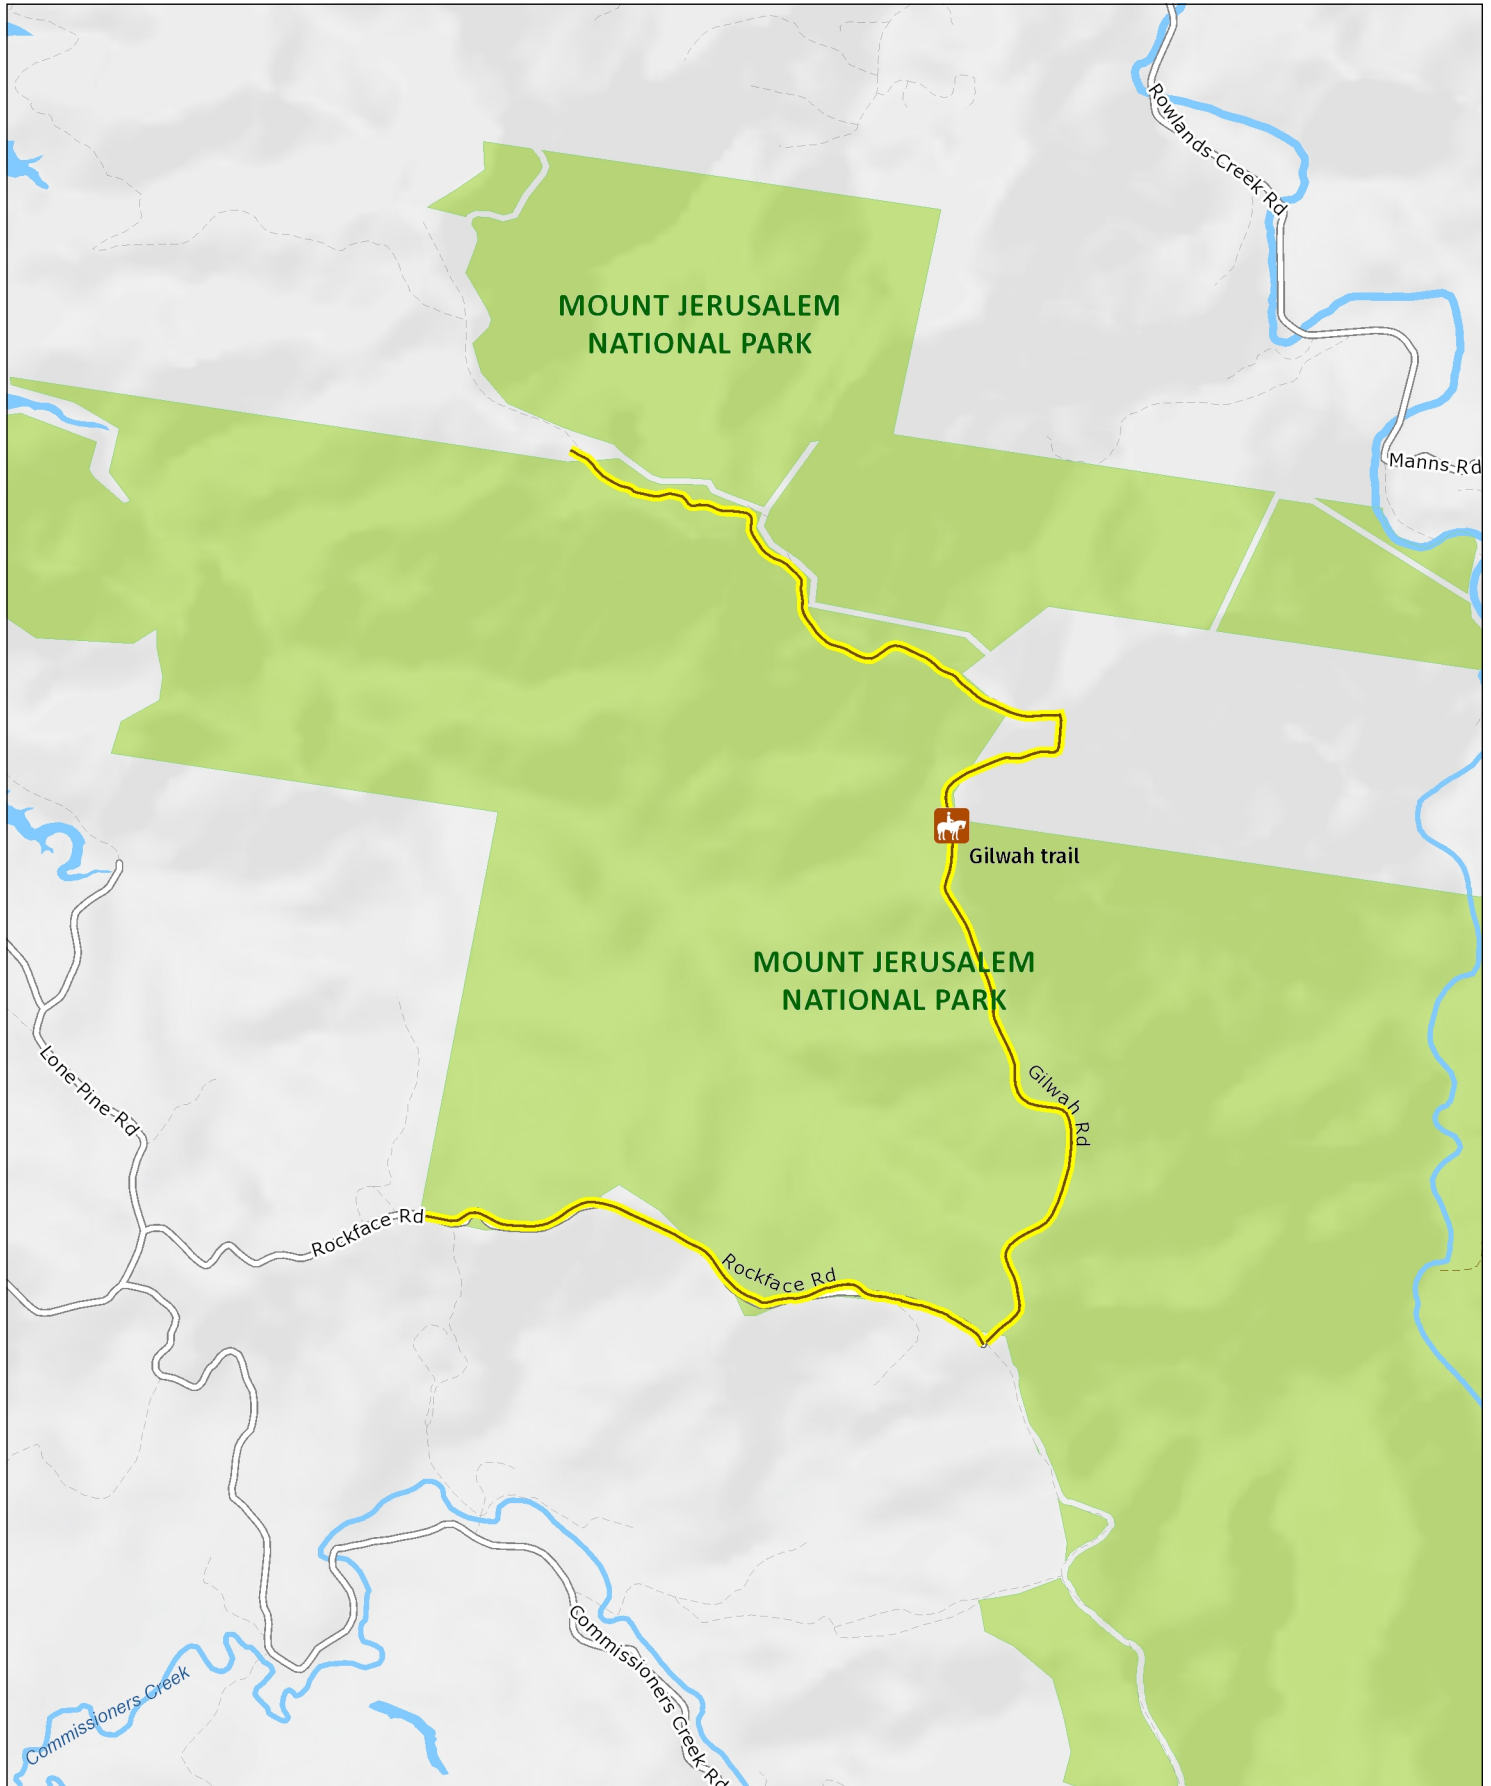 Rowlands Creek Rd
MOUNT JERUSALEM
NATIONAL PARK
Manns Rd
Gilwah trail
MOUNT JERUSALEM
NATIONAL PARK
Gilwah Rd
Lone Pine Rd
Rockface Rd
Rockface Rd
Commissioners Creek
Commissioners Creek Rd